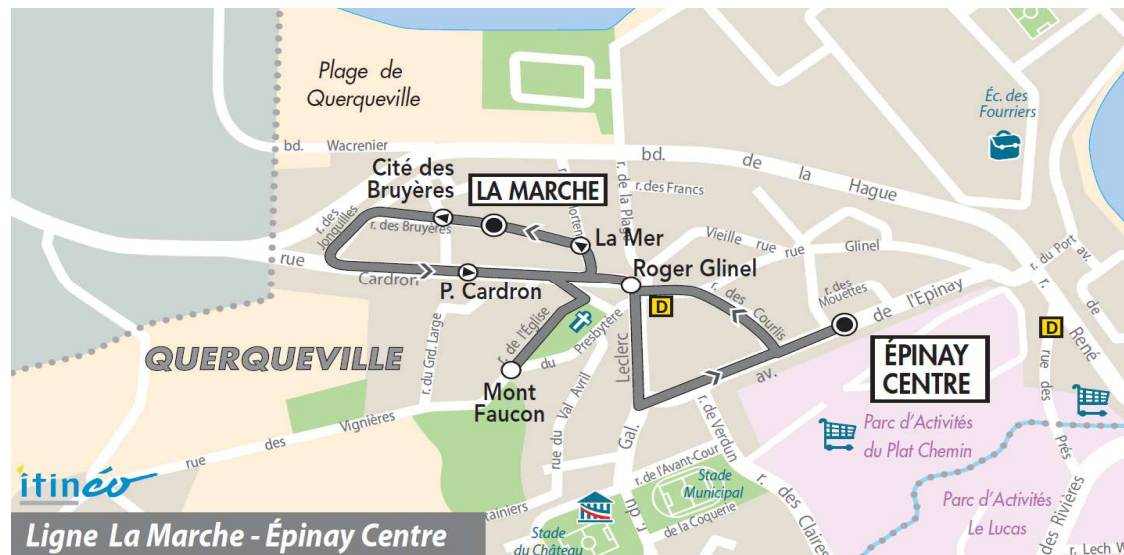 Plage de
Querqueville
Éc. des
Fourriers
bd. Wacrenier
bd. de la Hague
Cité des
Bruyères
LA MARCHE
r. de la Plage
r. des Francs
r. des Jonquilles
r. des Bruyères
La Mer
Vieille rue rue Glinel
r. du Port
av. de
René
rue
Cardron
P. Cardron
Roger Glinel
r. des Mouettes
de l'Epinay
D
r. des Courlis
D
QUERQUEVILLE
r. du Grd. Large
r. de l'Église
du Presbytère
Leclerc
av.
ÉPINAY
CENTRE
rue des
Prés
Mont
Faucon
rue du Val Avril
Gal.
r. de Verdun
Parc d'Activités
du Plat Chemin
rue des Vignières
r. de l'Avant-Cour
Stade
Municipal
itinéo
r. du
de la Coquerie
r. des Claires
Parc d'Activités
Le Lucas
des Rivières
tainiers
Stade
du Château
r. Lech W
Ligne La Marche - Épinay Centre